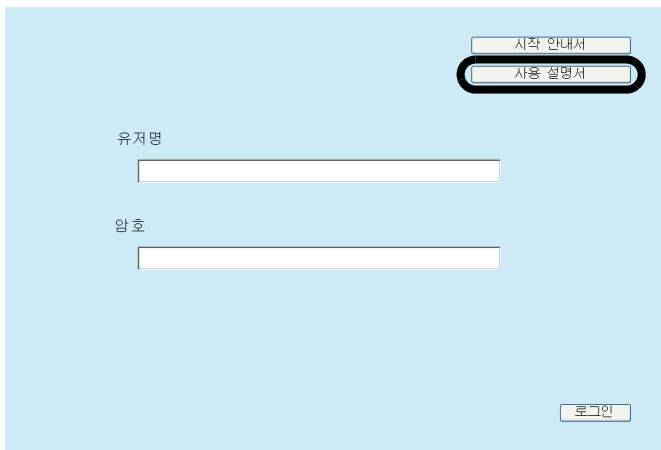 시작 안내서
사용 설명서
유저명
암호
로그인